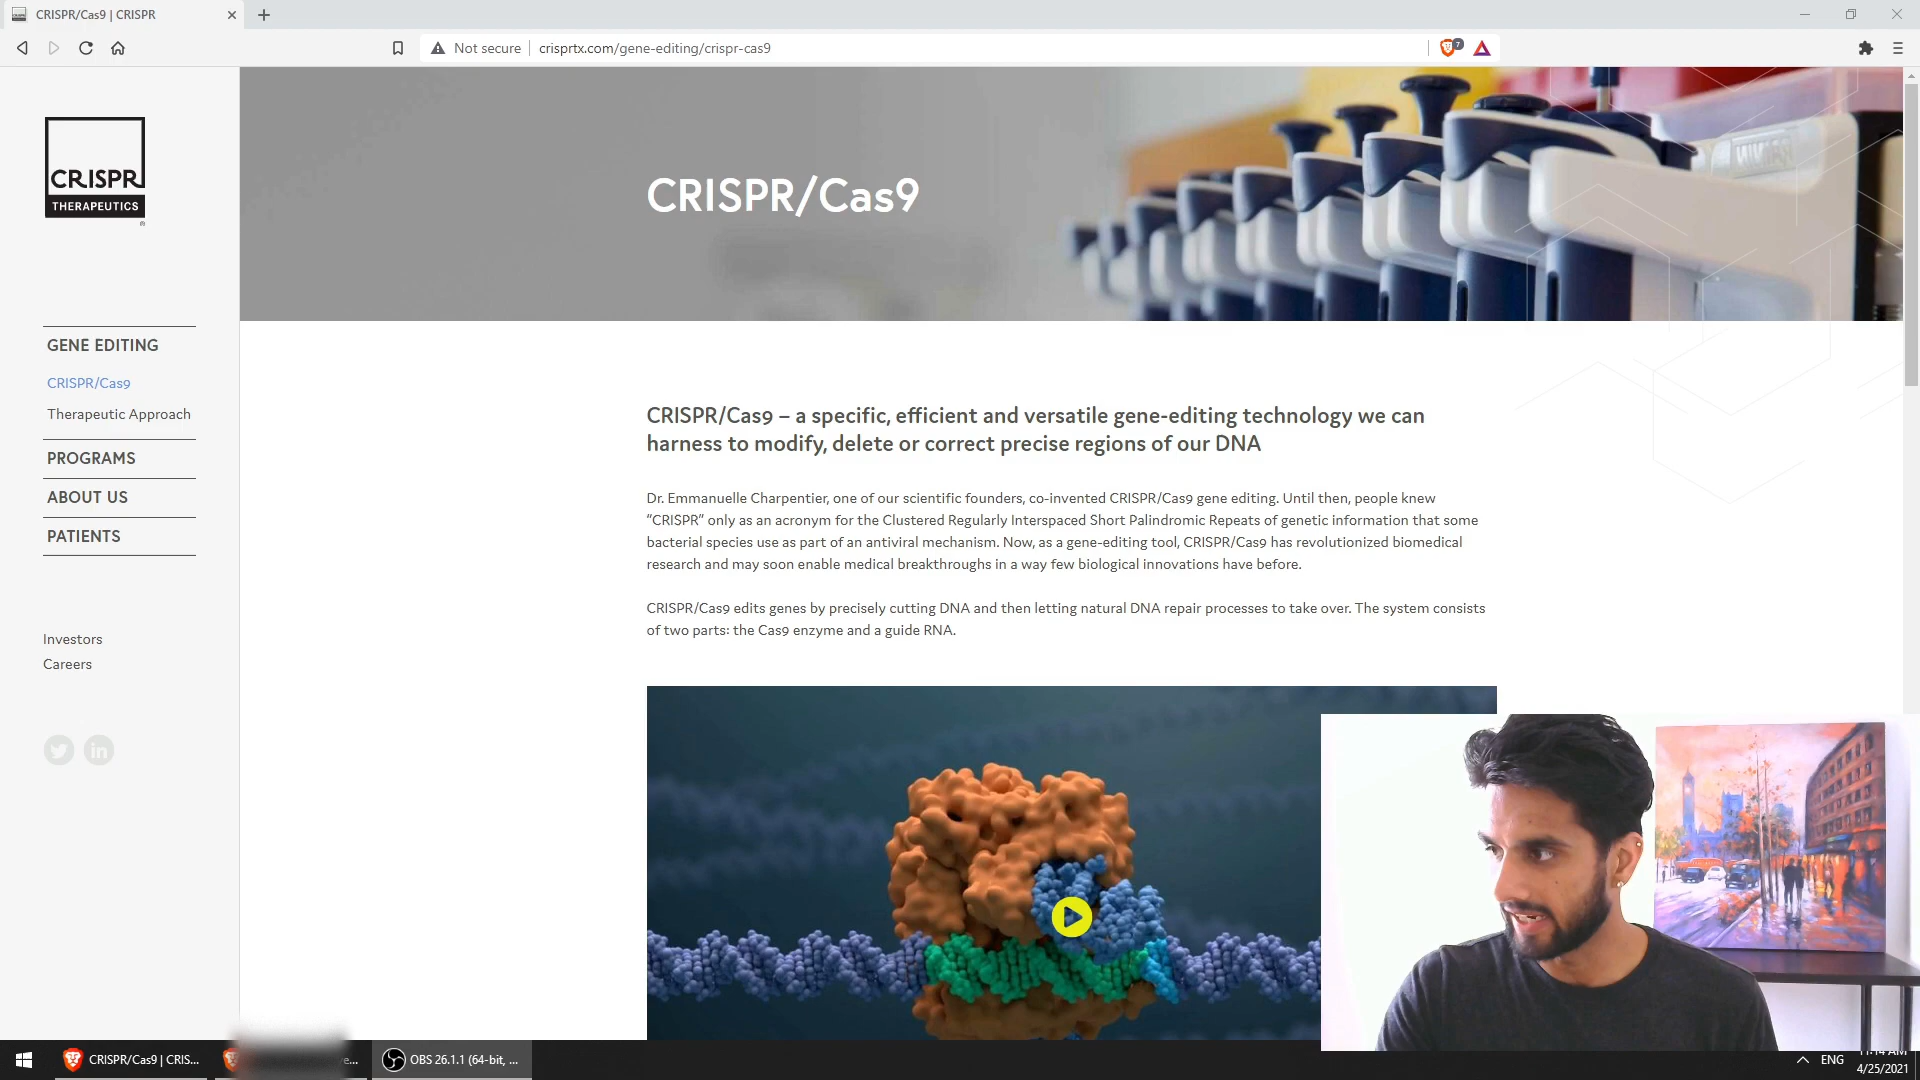 CRISPR/Cas9 | CRISPR
Not secure
crisprtx.com/gene-editing/crispr-cas9
7
CRISPR
THERAPEUTICS
®
GENE EDITING
CRISPR/Cas9
Therapeutic Approach
PROGRAMS
ABOUT US
PATIENTS
Investors
Careers
in
CRISPR/Cas9
CRISPR/Cas9 – a specific, efficient and versatile gene-editing technology we can
harness to modify, delete or correct precise regions of our DNA
Dr. Emmanuelle Charpentier, one of our scientific founders, co-invented CRISPR/Cas9 gene editing. Until then, people knew
“CRISPR” only as an acronym for the Clustered Regularly Interspaced Short Palindromic Repeats of genetic information that some
bacterial species use as part of an antiviral mechanism. Now, as a gene-editing tool, CRISPR/Cas9 has revolutionized biomedical
research and may soon enable medical breakthroughs in a way few biological innovations have before.
CRISPR/Cas9 edits genes by precisely cutting DNA and then letting natural DNA repair processes to take over. The system consists
of two parts: the Cas9 enzyme and a guide RNA.
CRISPR/Cas9 | CRIS...
OBS 26.1.1 (64-bit, ...
ENG
11:14 AM
4/25/2021